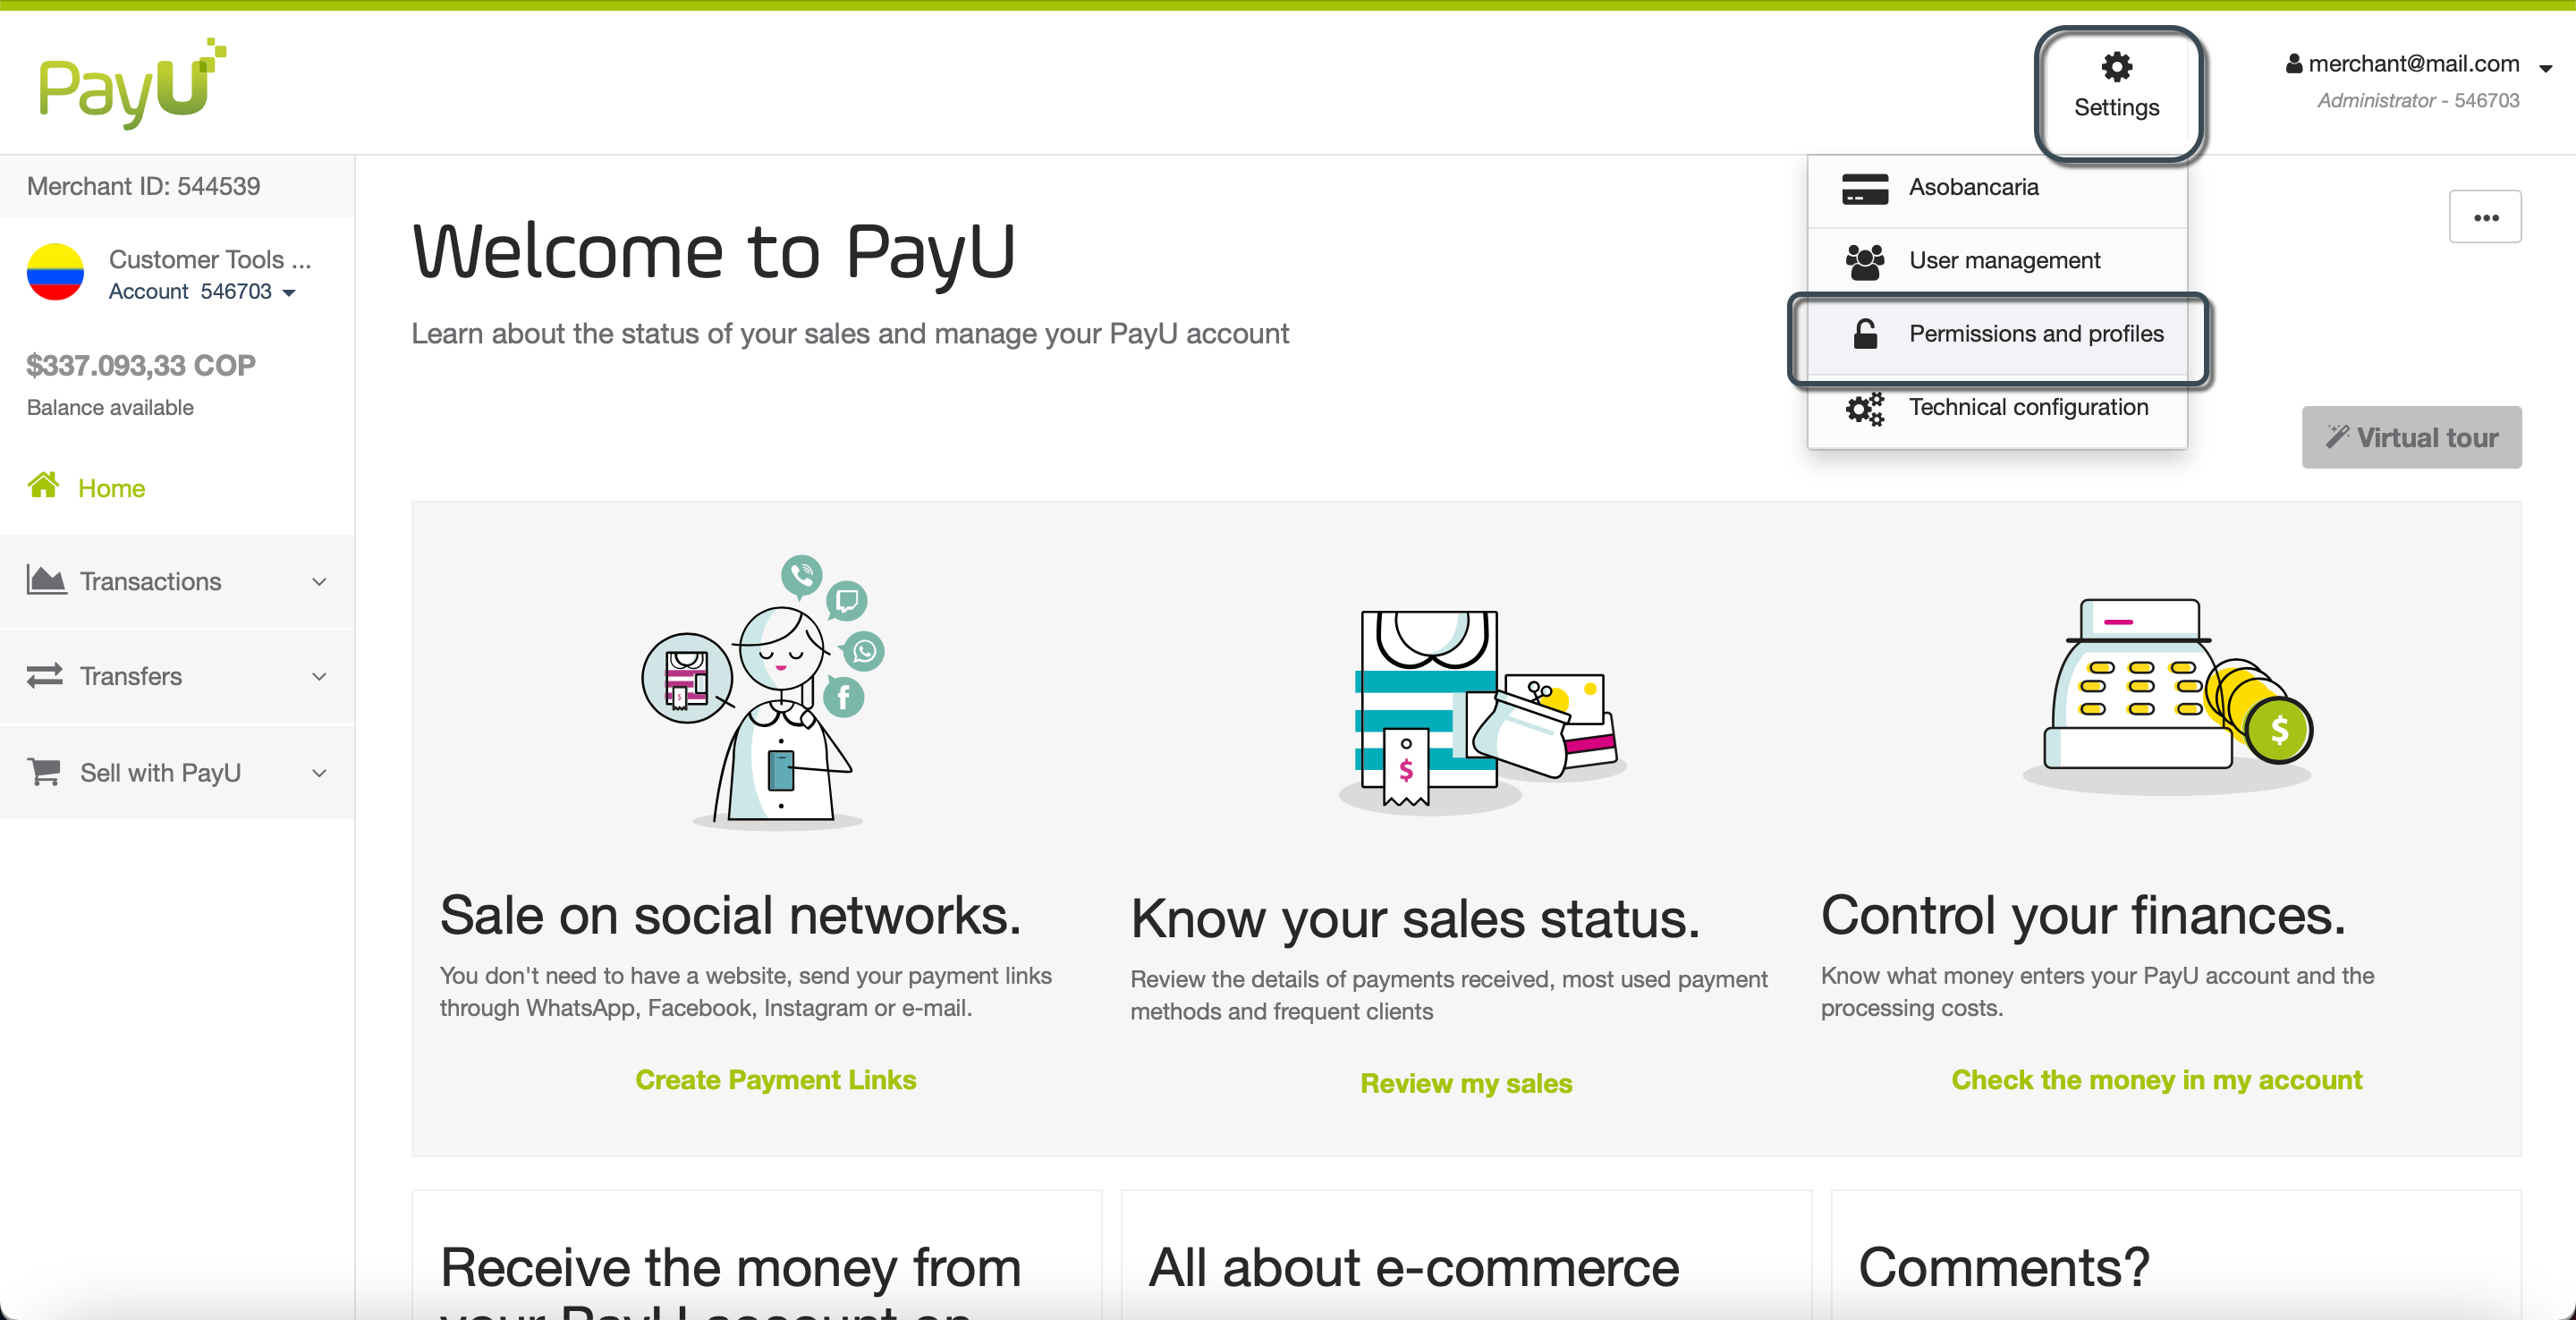 PayU
Settings
merchant@mail.com
Administrator - 546703
Merchant ID: 544539
Customer Tools ...
Account 546703
$337.093,33 COP
Balance available
Home
Transactions
Transfers
Sell with PayU
Asobancaria
User management
Permissions and profiles
Technical configuration
Welcome to PayU
Learn about the status of your sales and manage your PayU account
Virtual tour
Sale on social networks.
You don't need to have a website, send your payment links
through WhatsApp, Facebook, Instagram or e-mail.
Create Payment Links
Know your sales status.
Review the details of payments received, most used payment
methods and frequent clients
Review my sales
Control your finances.
Know what money enters your PayU account and the
processing costs.
Check the money in my account
Receive the money from
your PayU account on
All about e-commerce
Comments?